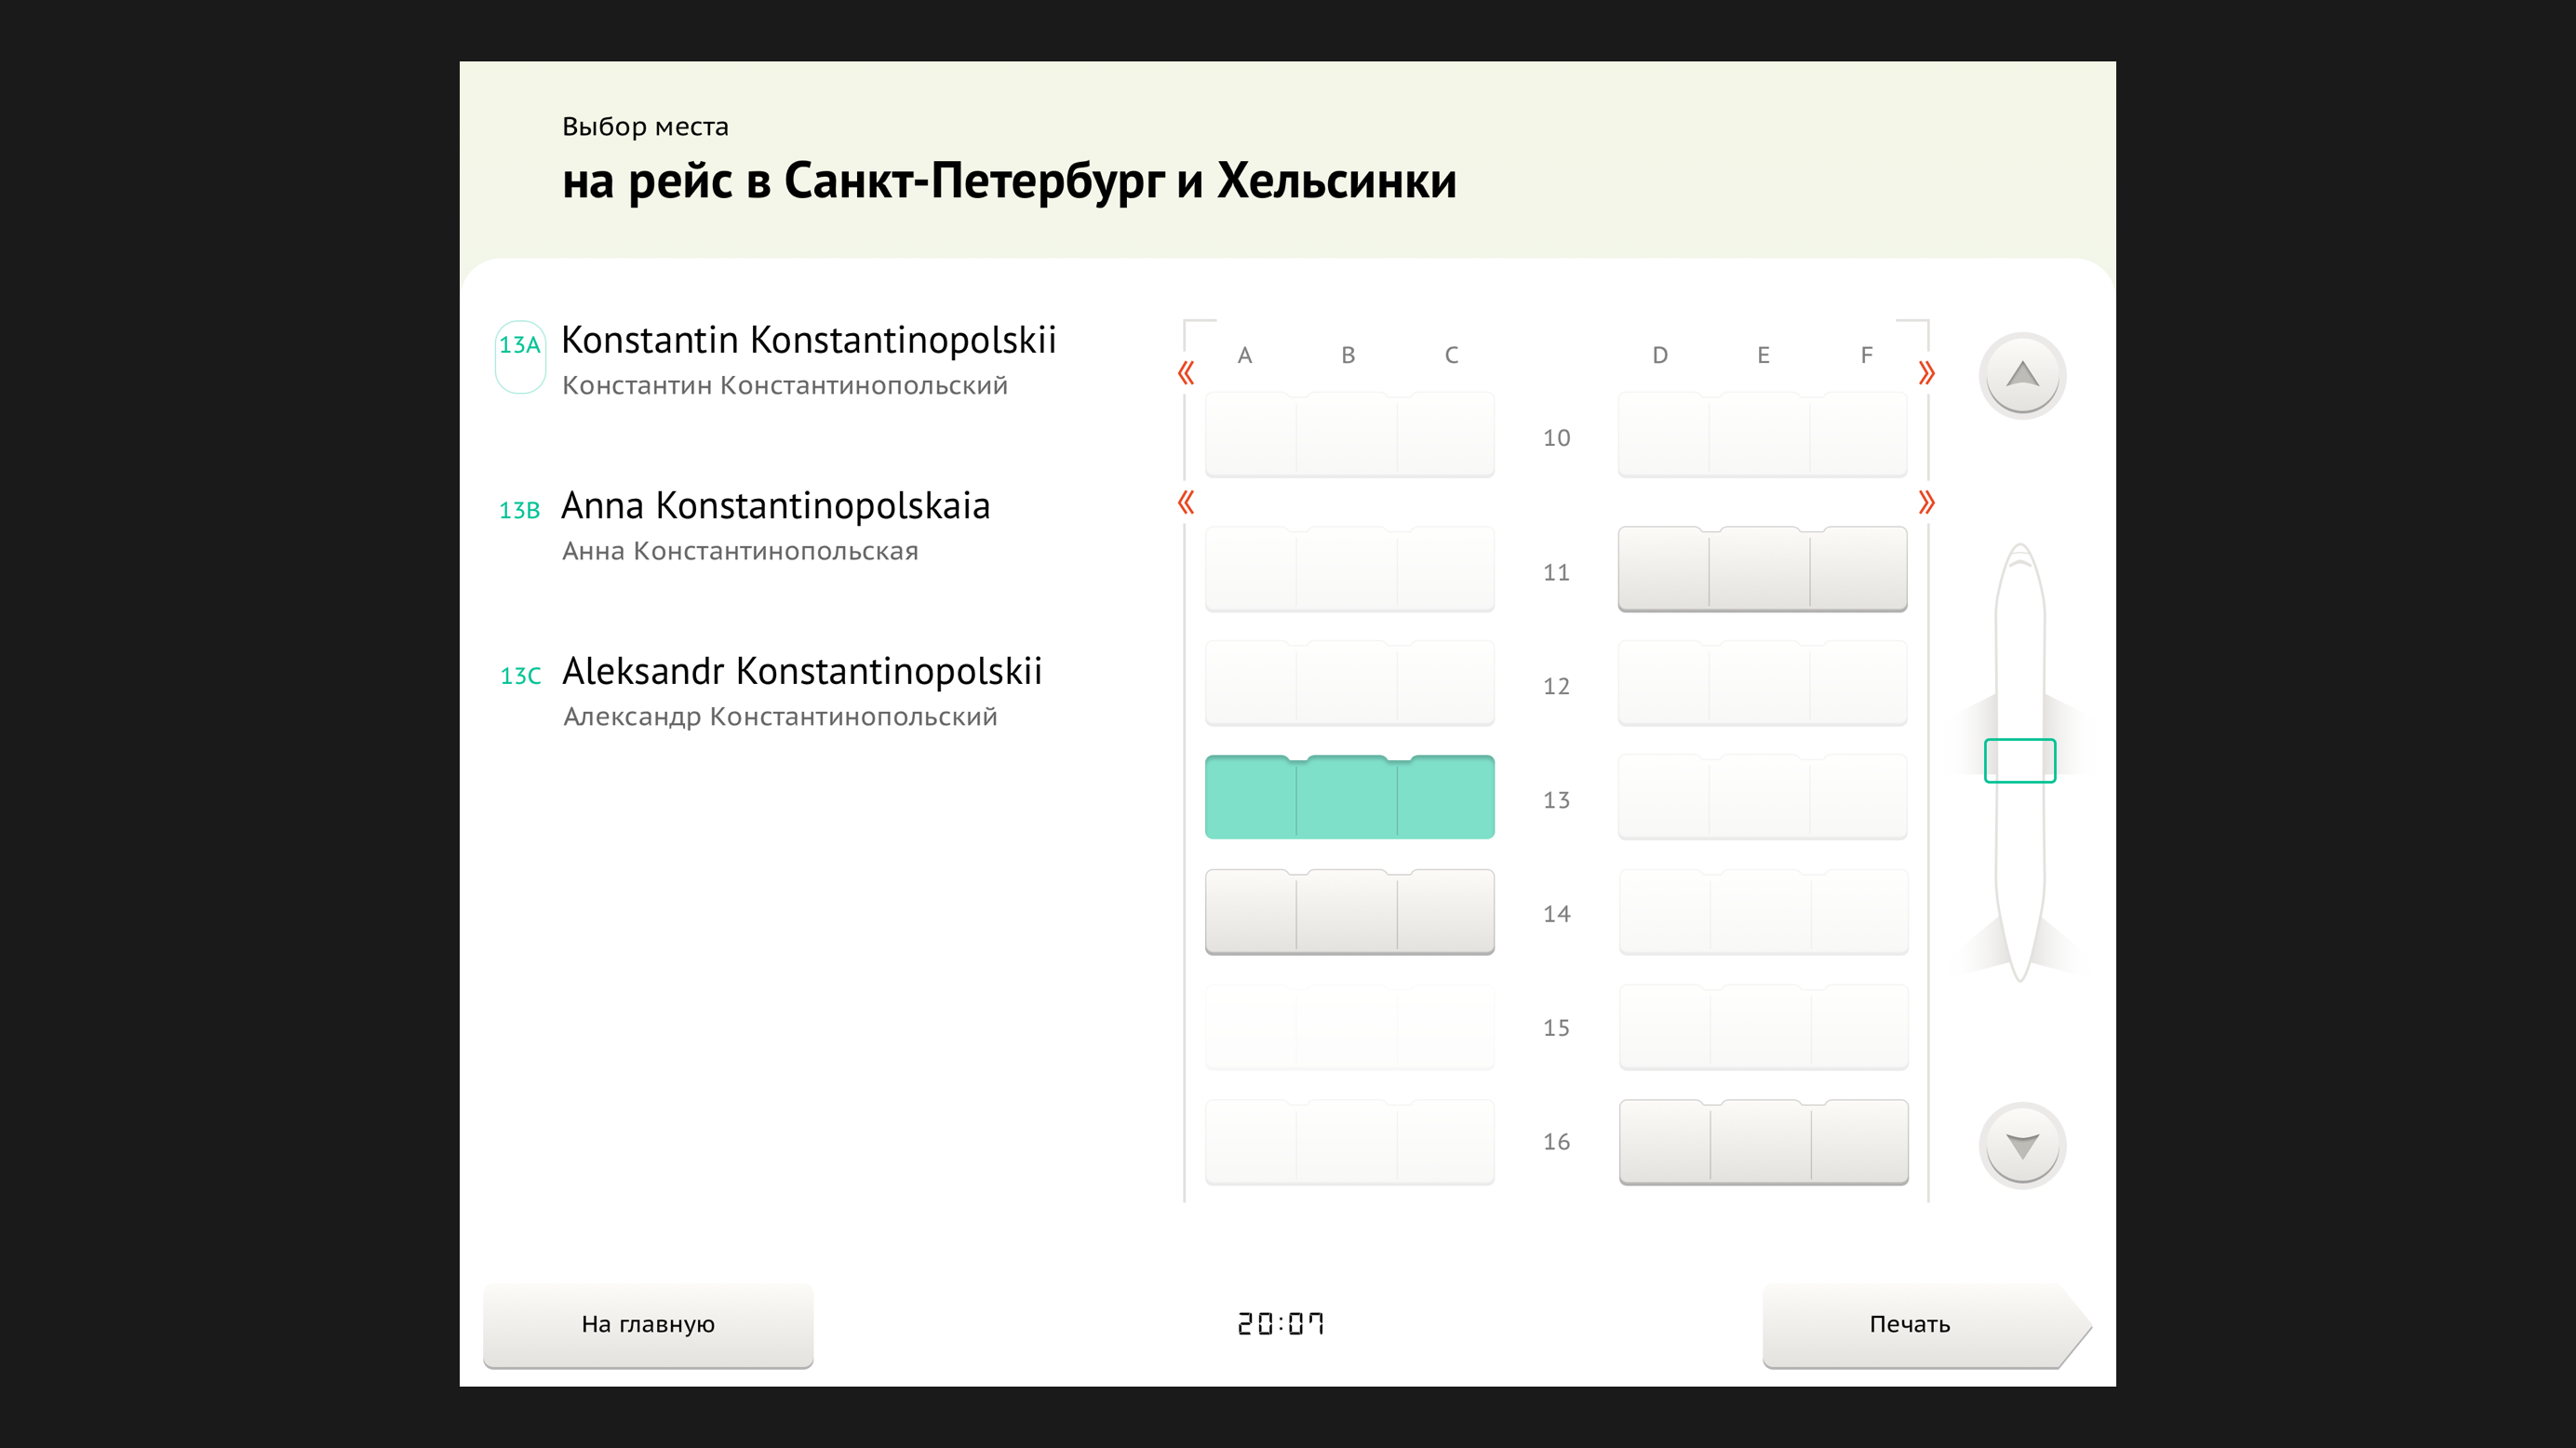 Выбор места
на рейс в Санкт-Петербург и Хельсинки
13A Konstantin Konstantinopolskii
Константин Константинопольский
13B Anna Konstantinopolskaia
Анна Константинопольская
13C Aleksandr Konstantinopolskii
Александр Константинопольский
A B C D E F
10
11
12
13
14
15
16
На главную
20:07
Печать